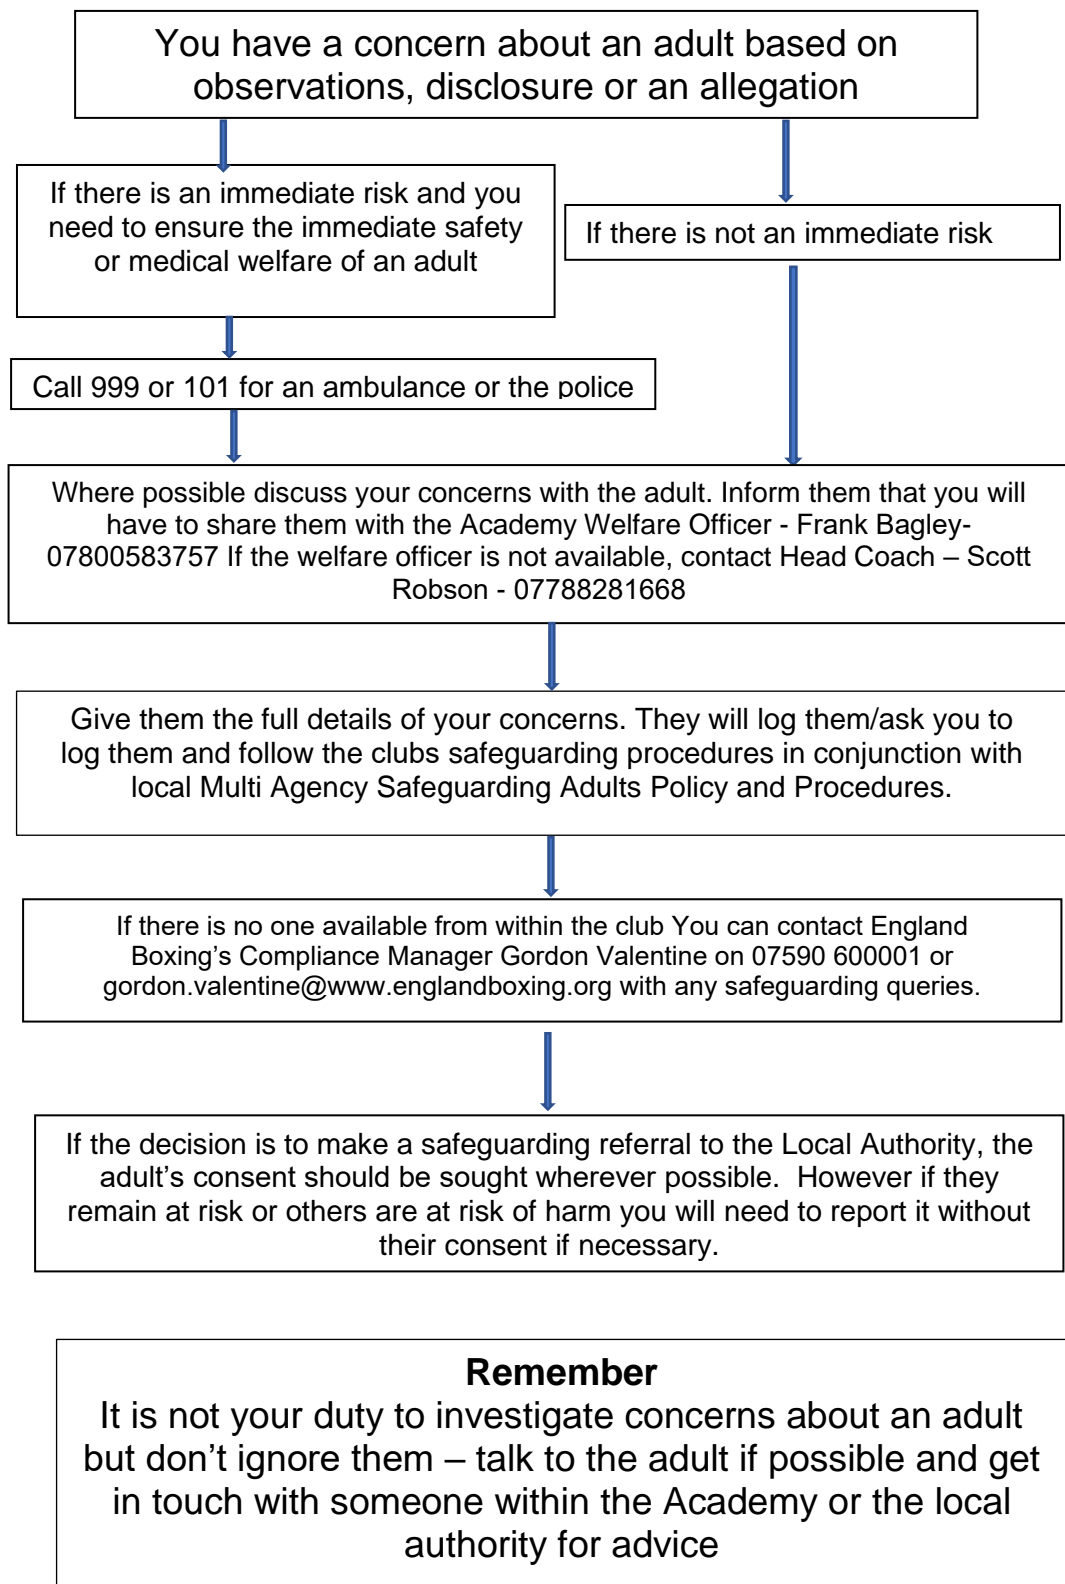 You have a concern about an adult based on
observations, disclosure or an allegation
If there is an immediate risk and you
need to ensure the immediate safety
or medical welfare of an adult
If there is not an immediate risk
Call 999 or 101 for an ambulance or the police
Where possible discuss your concerns with the adult. Inform them that you will
have to share them with the Academy Welfare Officer - Frank Bagley-
07800583757 If the welfare officer is not available, contact Head Coach – Scott
Robson - 07788281668
Give them the full details of your concerns. They will log them/ask you to
log them and follow the clubs safeguarding procedures in conjunction with
local Multi Agency Safeguarding Adults Policy and Procedures.
If there is no one available from within the club You can contact England
Boxing’s Compliance Manager Gordon Valentine on 07590 600001 or
gordon.valentine@www.englandboxing.org with any safeguarding queries.
If the decision is to make a safeguarding referral to the Local Authority, the
adult’s consent should be sought wherever possible.  However if they
remain at risk or others are at risk of harm you will need to report it without
their consent if necessary.
Remember
It is not your duty to investigate concerns about an adult
but don’t ignore them – talk to the adult if possible and get
in touch with someone within the Academy or the local
authority for advice